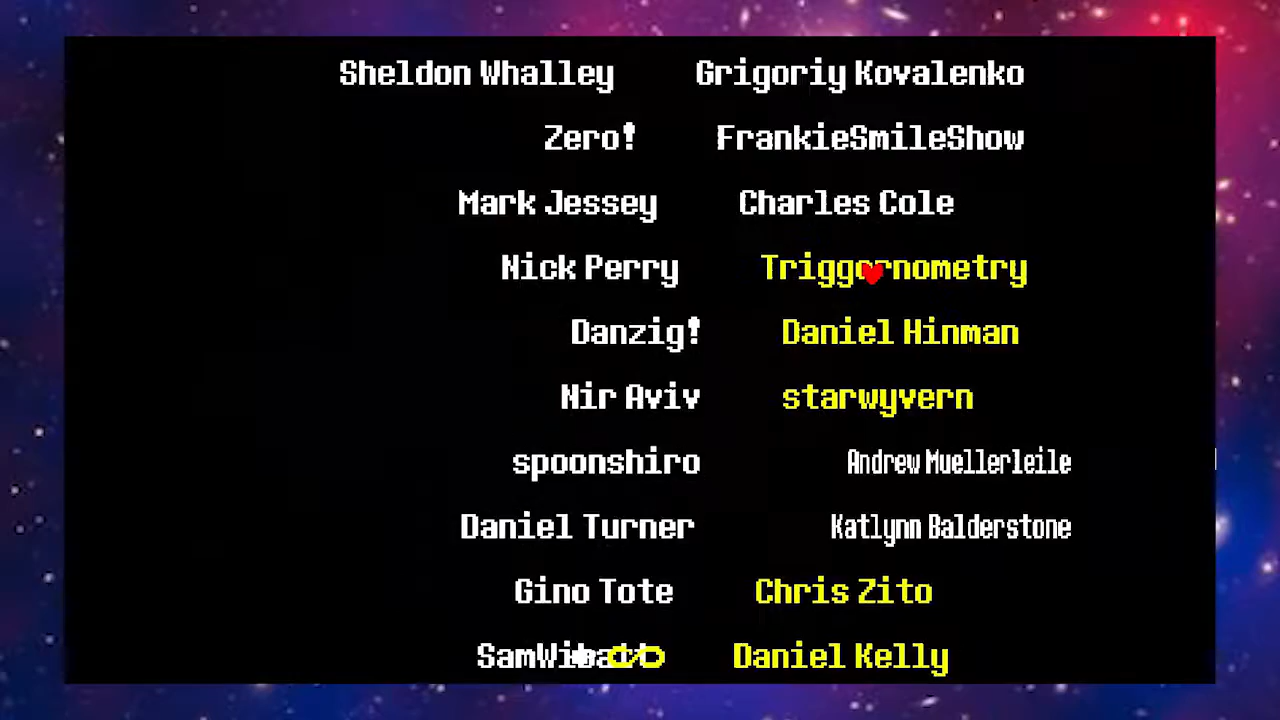 Sheldon Whalley Grigoriy Kovalenko
Zero! FrankieSmileShow
Mark Jessey Charles Cole
Nick Perry
Danzig! Daniel Hinman
Nir Aviv starwyvern
spoonshiro Andrew Muellerleile
Daniel Turner Katlynn Balderstone
Gino Tote Chris Zito
Daniel Kelly